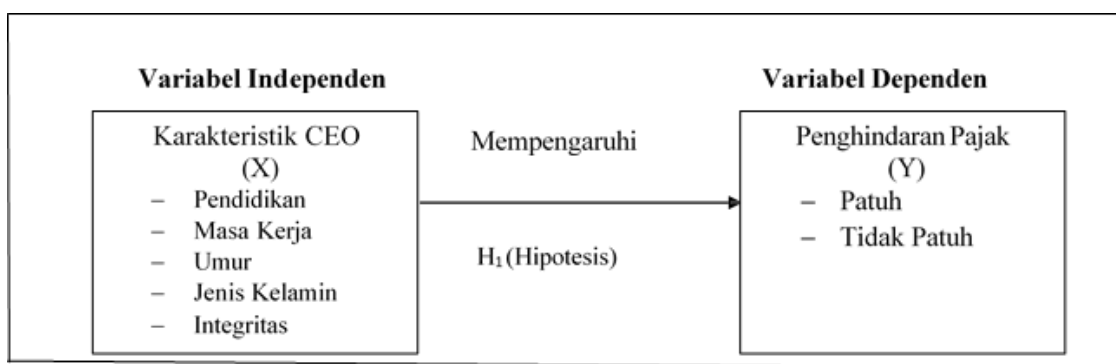 Variabel Independen
Karakteristik CEO
(X)
– Pendidikan
– Masa Kerja
– Umur
– Jenis Kelamin
– Integritas
Mempengaruhi
H₁ (Hipotesis)
Variabel Dependen
Penghindaran Pajak
(Y)
– Patuh
– Tidak Patuh